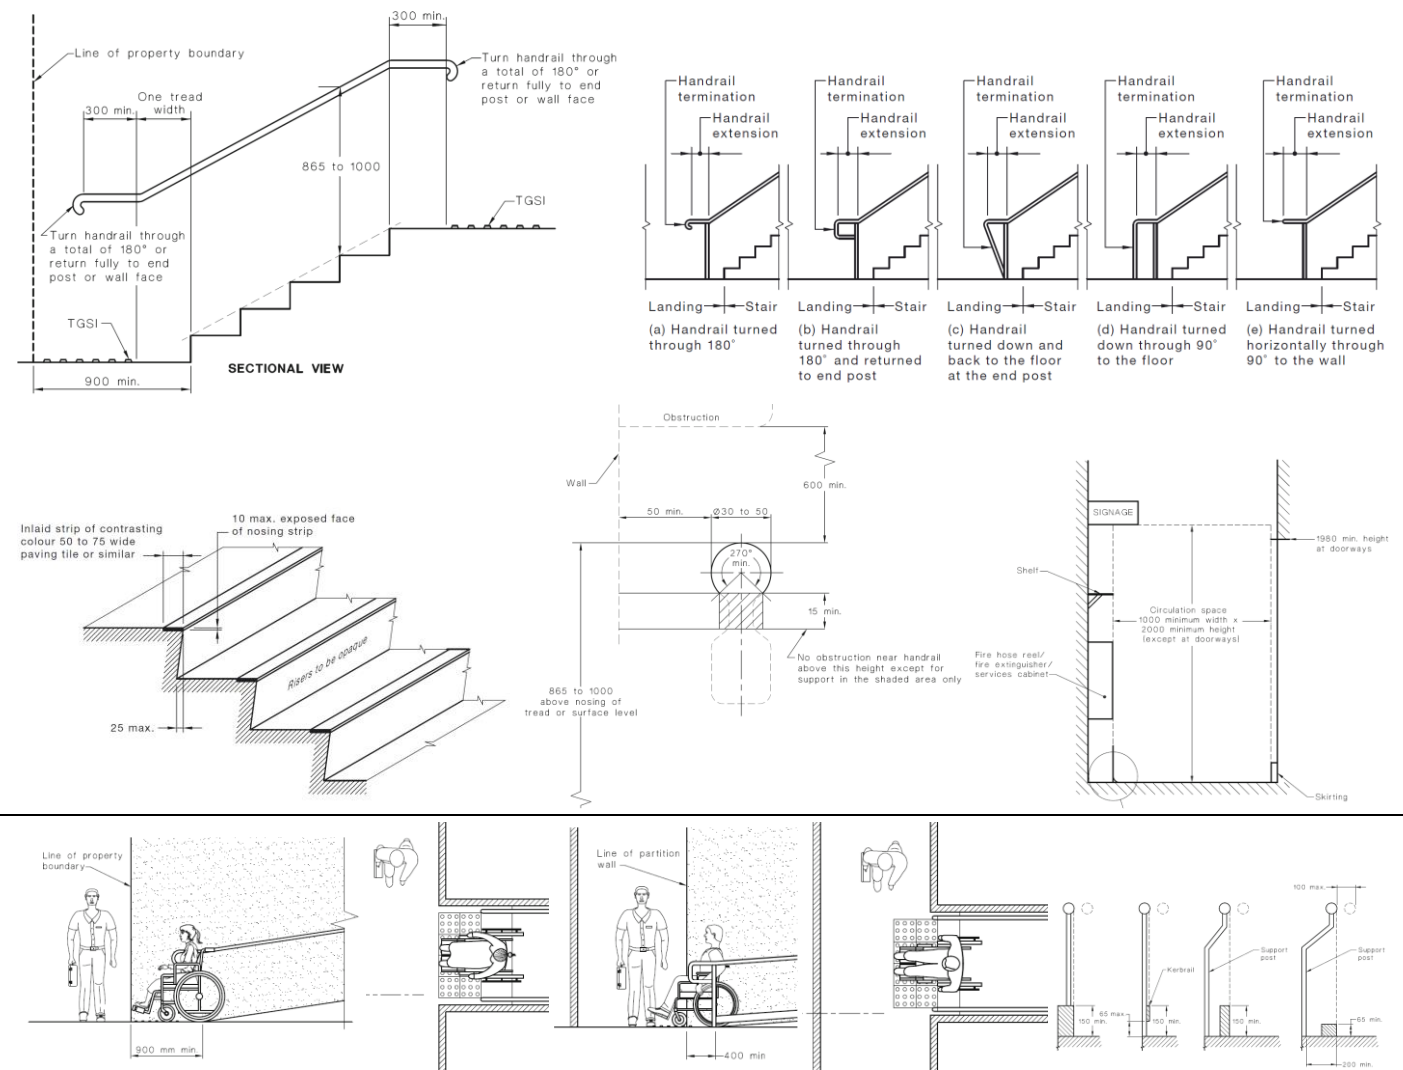 300 min.
Line of property boundary
Turn handrail through
a total of 180° or
return fully to end
post or wall face
One tread
width
300 min.
865 to 1000
TGSI
Turn handrail through
a total of 180° or
return fully to end
post or wall face
TGSI
SECTIONAL VIEW
900 min.
Handrail
termination
Handrail
extension
Landing
Stair
(a) Handrail turned
through 180°
Handrail
termination
Handrail
extension
Landing
Stair
(b) Handrail
turned through
180° and returned
to end post
Handrail
termination
Handrail
extension
Landing
Stair
(c) Handrail
turned down and
back to the floor
at the end post
Handrail
termination
Handrail
extension
Landing
Stair
(d) Handrail turned
down through 90°
to the floor
Handrail
termination
Handrail
extension
Landing
Stair
(e) Handrail turned
horizontally through
90° to the wall
Inlaid strip of contrasting
colour 50 to 75 wide
paving tile or similar
10 max. exposed face
of nosing strip
Risers to be opaque
25 max.
Obstruction
Wall
600 min.
50 min.
Ø30 to 50
270°
min.
15 min.
No obstruction near handrail
above this height except for
support in the shaded area only
865 to 1000
above nosing of
tread or surface level
SIGNAGE
1980 min. height
at doorways
Shelf
Circulation space
1000 minimum width x
2000 minimum height
(except at doorways)
Fire hose reel/
fire extinguisher/
services cabinet
Skirting
Line of property
boundary
900 mm min
Line of partition
wall
400 min
150 min.
Kerbrail
65 max.
150 min.
Support
post
150 min.
100 max.
Support
post
65 min.
200 min.